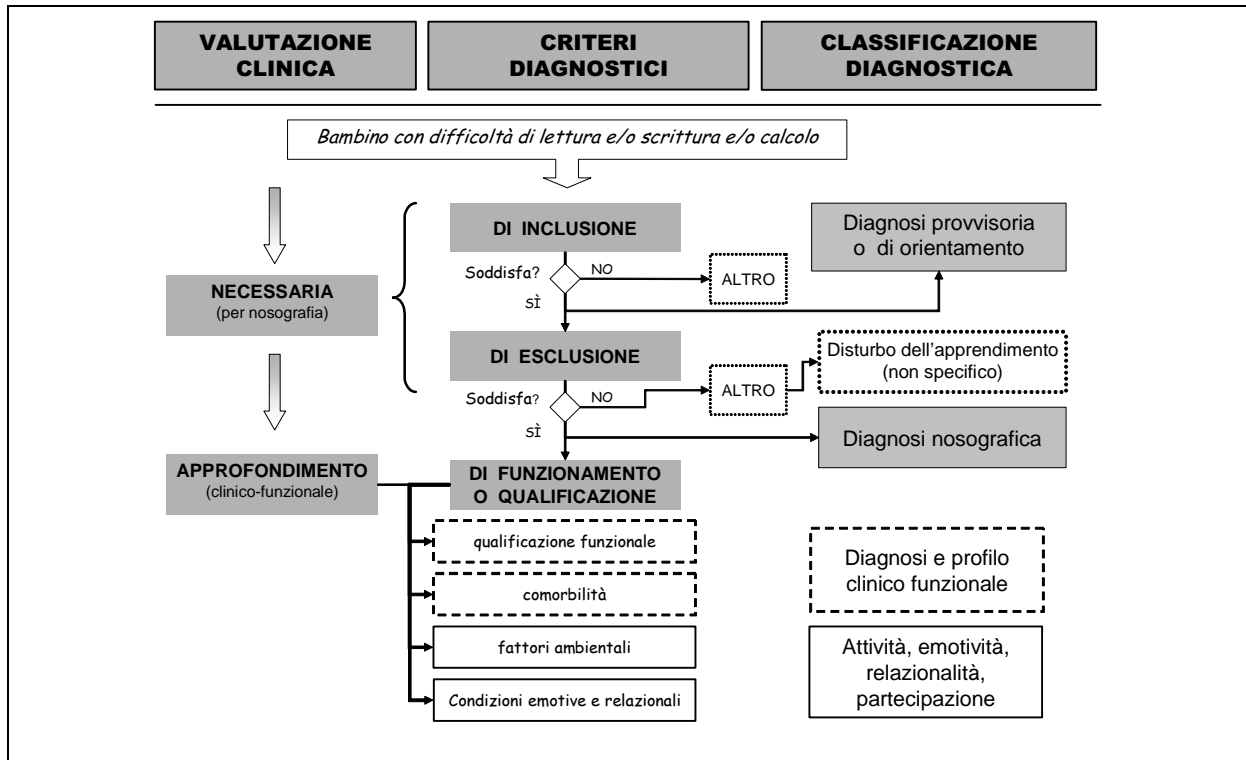 VALUTAZIONE
CLINICA
CRITERI
DIAGNOSTICI
CLASSIFICAZIONE
DIAGNOSTICA
Bambino con difficoltà di lettura e/o scrittura e/o calcolo
DI INCLUSIONE
Diagnosi provvisoria
o di orientamento
Soddisfa?
NO
ALTRO
SÌ
NECESSARIA
(per nosografia)
DI ESCLUSIONE
Disturbo dell'apprendimento
(non specifico)
Soddisfa?
NO
ALTRO
SÌ
Diagnosi nosografica
APPROFONDIMENTO
(clinico-funzionale)
DI FUNZIONAMENTO
O QUALIFICAZIONE
qualificazione funzionale
comorbilità
Diagnosi e profilo
clinico funzionale
fattori ambientali
Condizioni emotive e relazionali
Attività, emotività,
relazionalità,
partecipazione